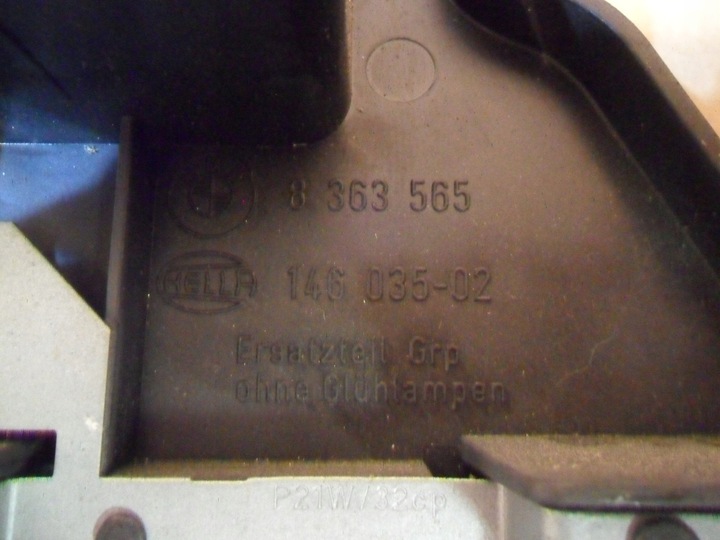 8 363 565
HELLA 146 035-02
Ersatzteil Grp
ohne Glühlampen
P21W/32cp